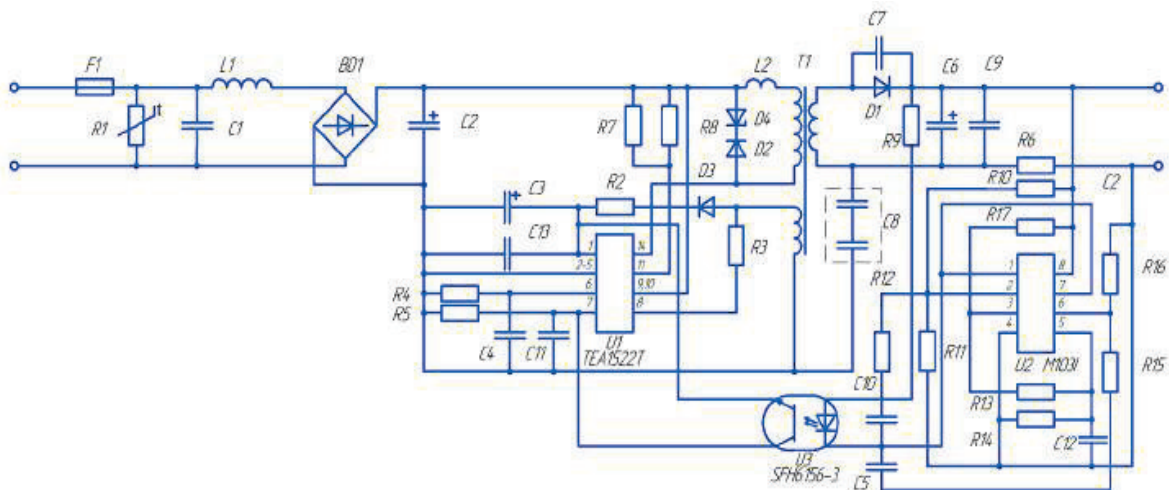 C7
F1
L1
BD1
L2
T1
t
R1
C1
+
C2
R7
R8
D4
D2
D1
R9
+
C6
C9
R6
R10
C2
D3
C3
+
R2
C13
R3
C8
R17
1
2-5
6
7
14
11
9,10
8
R4
R5
C4
C11
U1
TEA1522T
R12
1
2
3
4
8
7
6
5
R16
R11
U2
M103I
R15
C10
R13
R14
C12
U3
SFH6156-3
C5